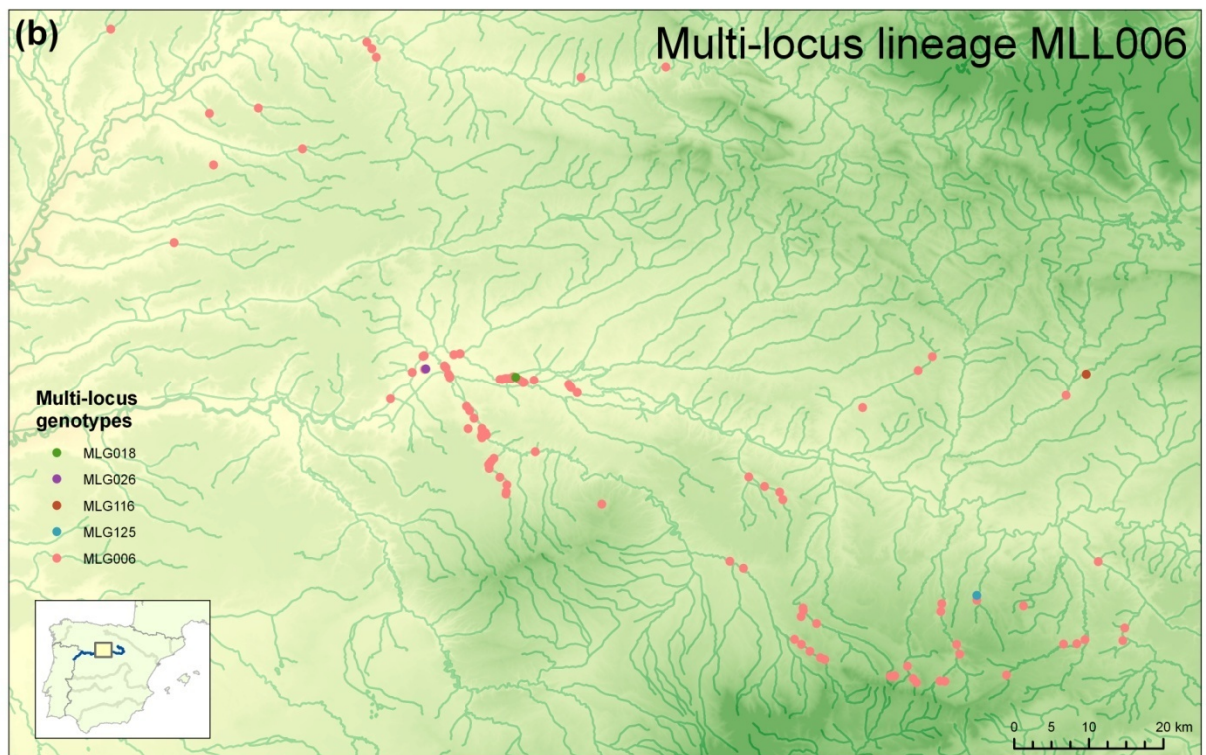 (b)
Multi-locus lineage MLL006
Multi-locus
genotypes
MLG018
MLG026
MLG116
MLG125
MLG006
0 5 10 20 km